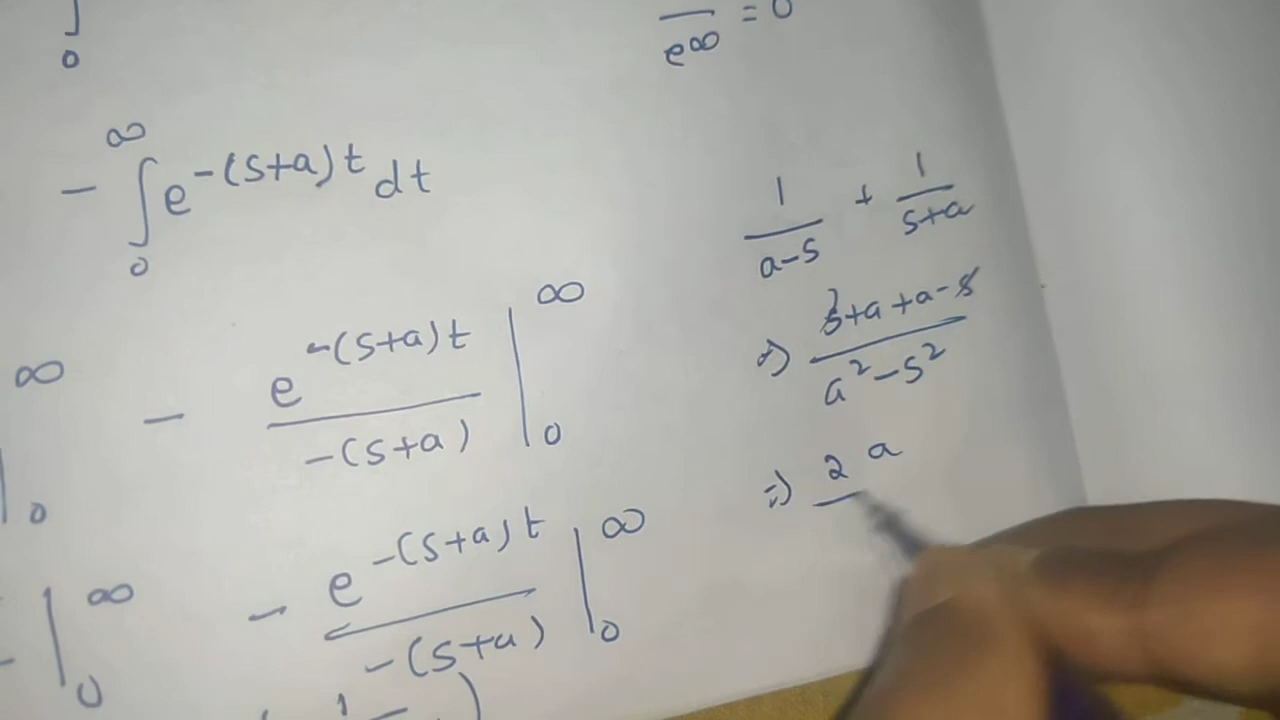 0
/ e^∞ = 0
- ∫₀^∞ e^{-(s+a)t} dt
1/(a-s) + 1/(s+a)
∞ |₀ - e^{-(s+a)t} / -(s+a) |₀^∞
⇒ (s+a+a-s) / (a²-s²)
⇒ 2a
- |₀^∞ - e^{-(s+a)t} / -(s+a) |₀^∞
( 1 )